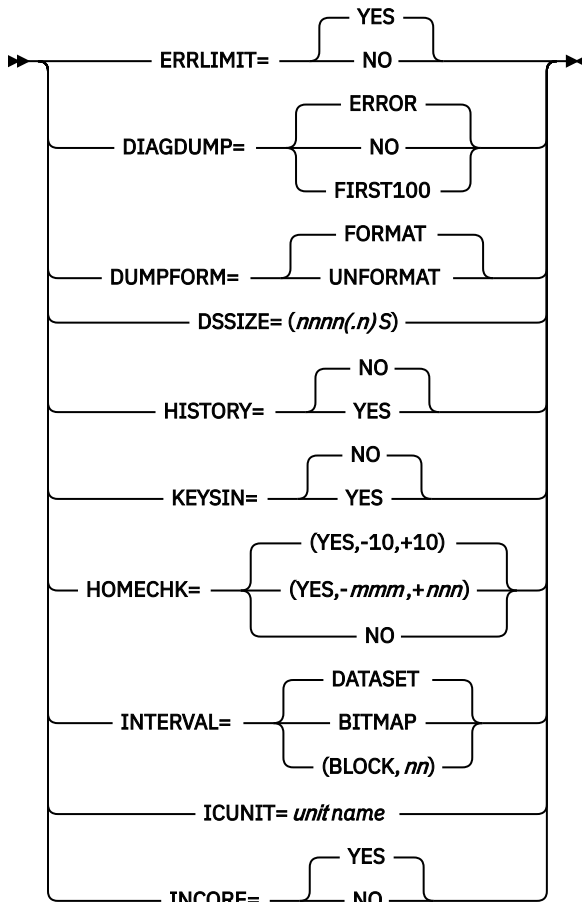 YES
ERRLIMIT= NO
ERROR
DIAGDUMP= NO
FIRST100
FORMAT
DUMPFORM= UNFORMAT
DSSIZE= (nnnn(.n)S)
NO
HISTORY= YES
NO
KEYSIN= YES
(YES,-10,+10)
HOMECHK= (YES,-mmm,+nnn)
NO
DATASET
INTERVAL= BITMAP
(BLOCK, nn)
ICUNIT= unitname
YES
INCORE= NO